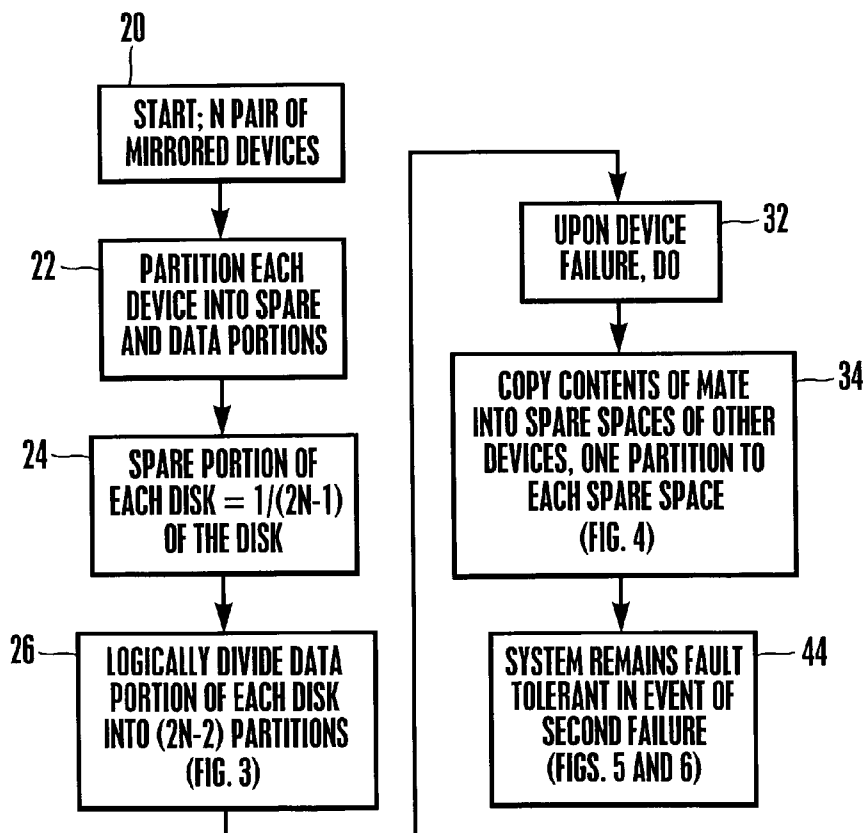 20
START; N PAIR OF
MIRRORED DEVICES
22
PARTITION EACH
DEVICE INTO SPARE
AND DATA PORTIONS
24
SPARE PORTION OF
EACH DISK = 1/(2N-1)
OF THE DISK
26
LOGICALLY DIVIDE DATA
PORTION OF EACH DISK
INTO (2N-2) PARTITIONS
(FIG. 3)
32
UPON DEVICE
FAILURE, DO
34
COPY CONTENTS OF MATE
INTO SPARE SPACES OF OTHER
DEVICES, ONE PARTITION TO
EACH SPARE SPACE
(FIG. 4)
44
SYSTEM REMAINS FAULT
TOLERANT IN EVENT OF
SECOND FAILURE
(FIGS. 5 AND 6)